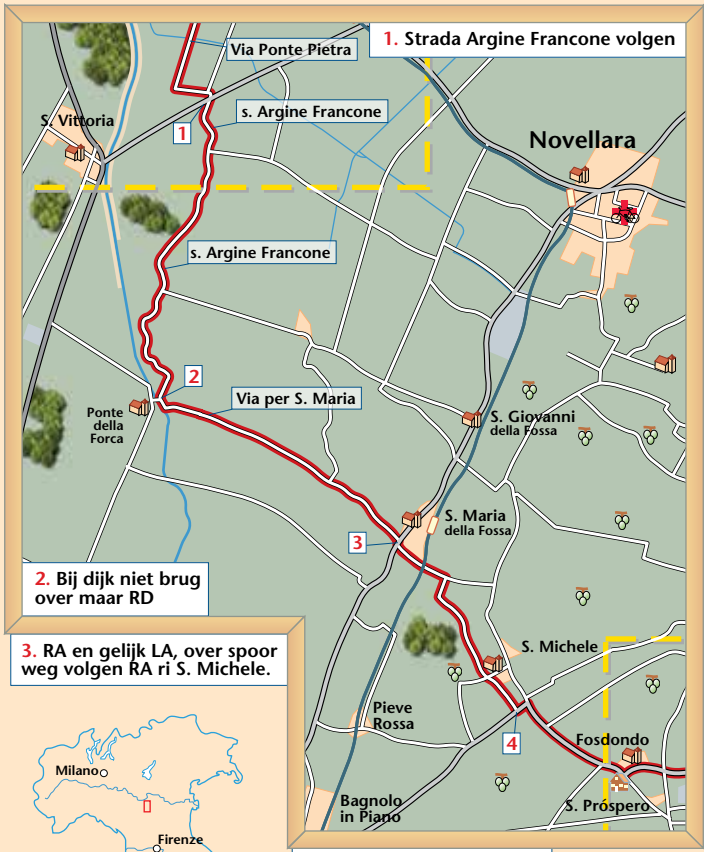 1. Strada Argine Francone volgen
Via Ponte Pietra
s. Argine Francone
S. Vittoria
1
Novellara
s. Argine Francone
2
Via per S. Maria
Ponte
della
Forca
S. Giovanni
della Fossa
S. Maria
della Fossa
3
2. Bij dijk niet brug
over maar RD
3. RA en gelijk LA, over spoor
weg volgen RA ri S. Michele.
S. Michele
Pieve
Rossa
4
Fosdondo
S. Próspero
Bagnolo
in Piano
Milano
Firenze